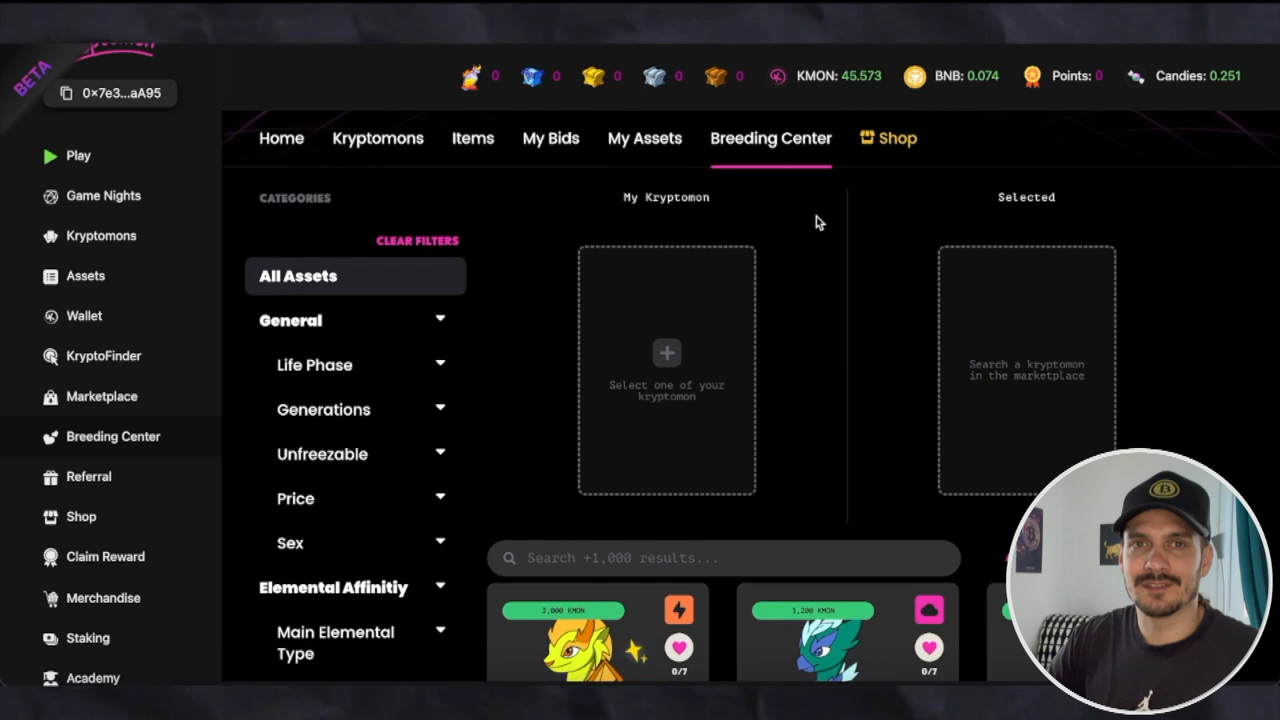 BETA
0x7e3...aA95
0
0
0
0
0
KMON: 45.573
BNB: 0.074
Points: 0
Candies: 0.251
Play
Game Nights
Kryptomons
Assets
Wallet
KryptoFinder
Marketplace
Breeding Center
Referral
Shop
Claim Reward
Merchandise
Staking
Academy
Home
Kryptomons
Items
My Bids
My Assets
Breeding Center
Shop
CATEGORIES
CLEAR FILTERS
All Assets
General
Life Phase
Generations
Unfreezable
Price
Sex
Elemental Affinitiy
Main Elemental
Type
My Kryptomon
Select one of your
kryptomon
Selected
Search a kryptomon
in the marketplace
Search +1,000 results...
3,000 KMON
0/7
3,200 KMON
0/7